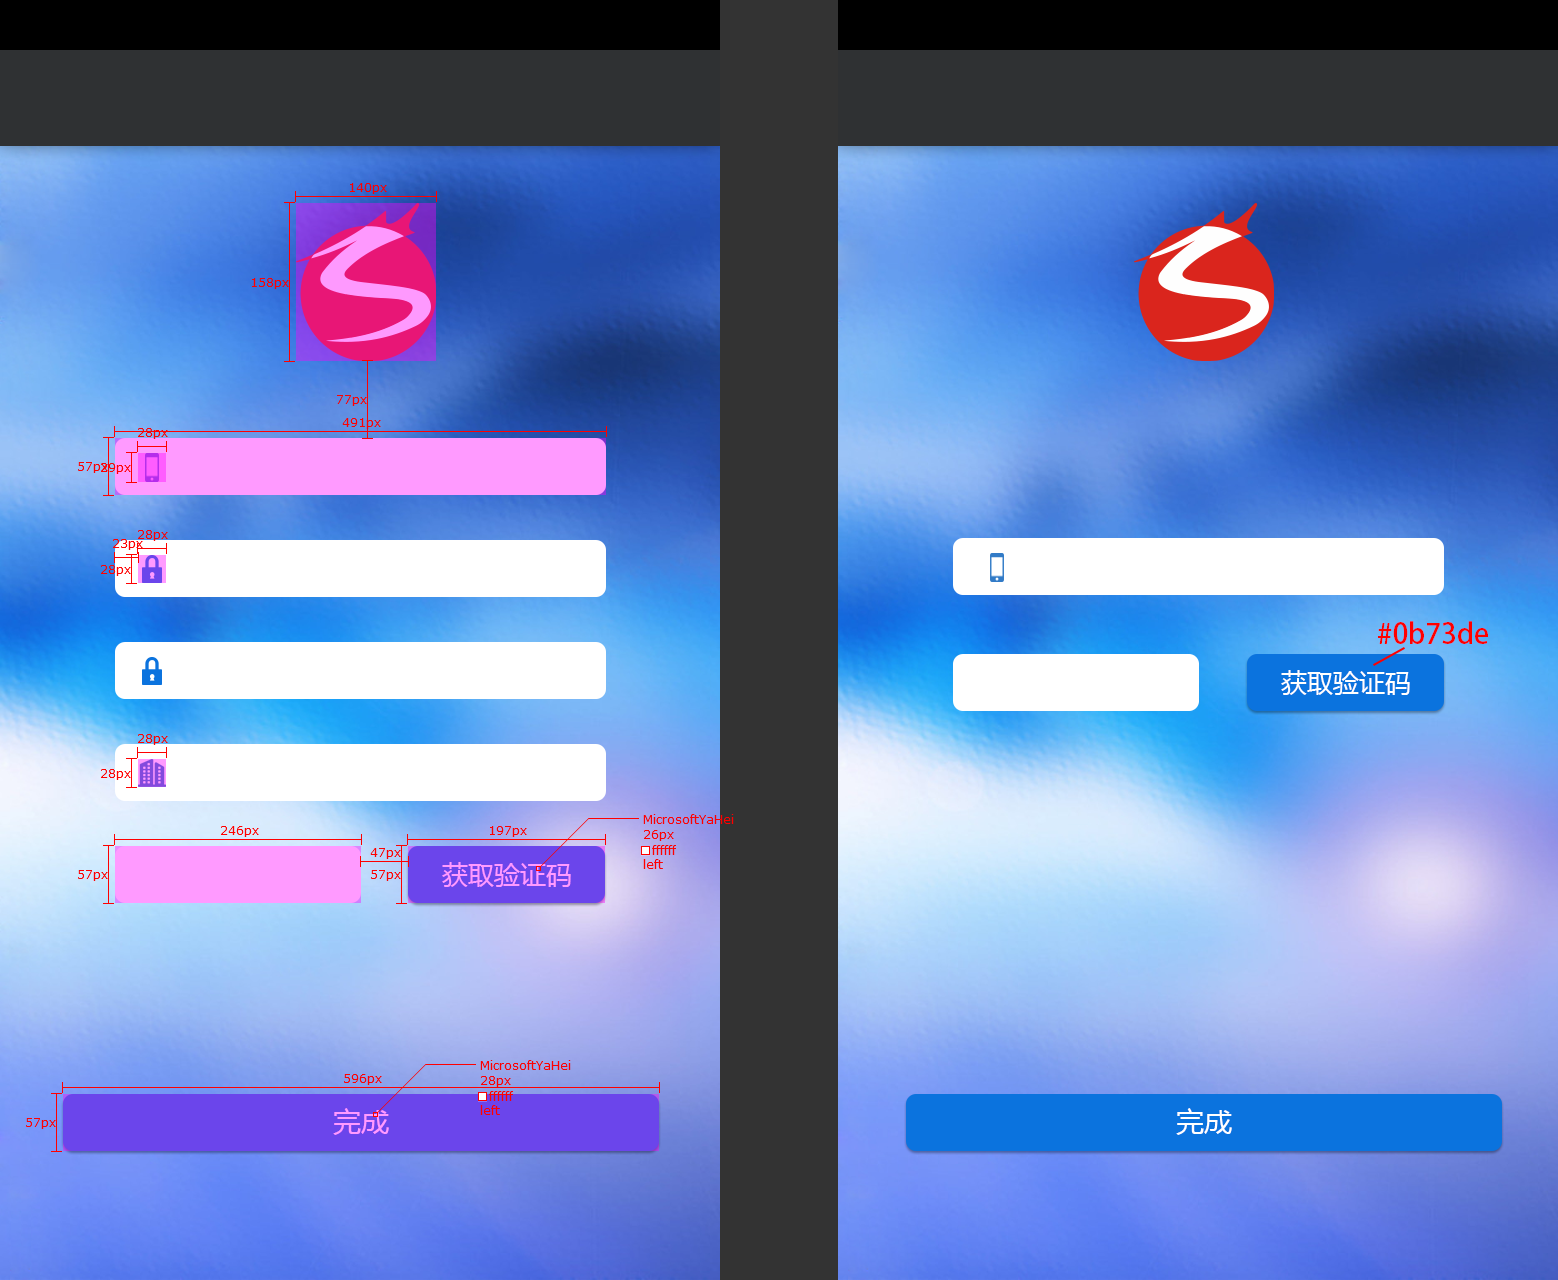 140px
158px
77px
491px
28px
57px
29px
28px
23px
28px
28px
28px
246px
197px
MicrosoftYaHei
26px
ffffff
left
47px
57px
57px
获取验证码
MicrosoftYaHei
28px
ffffff
left
596px
57px
完成
#0b73de
获取验证码
完成